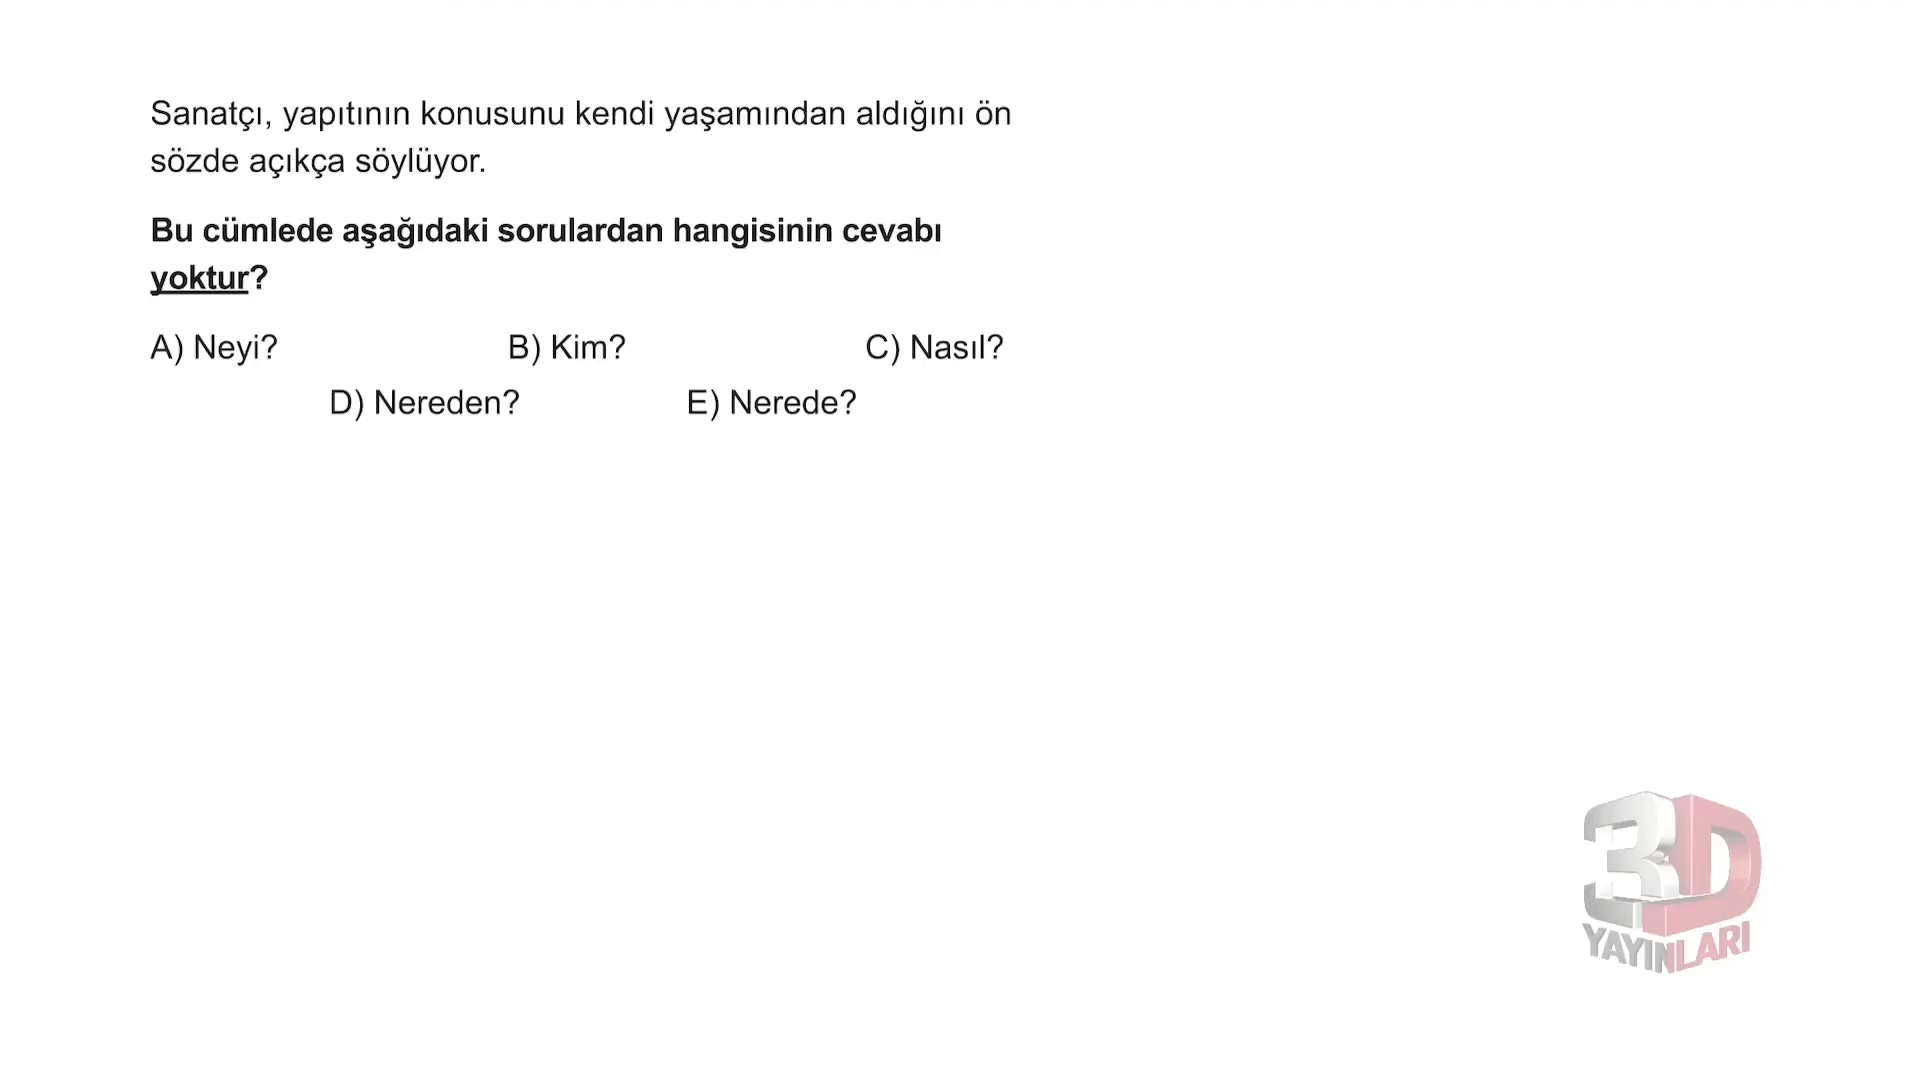 Sanatçı, yapıtının konusunu kendi yaşamından aldığını ön
sözde açıkça söylüyor.
Bu cümlede aşağıdaki sorulardan hangisinin cevabı
yoktur?
A) Neyi? B) Kim? C) Nasıl?
D) Nereden? E) Nerede?
3D
YAYINLARI